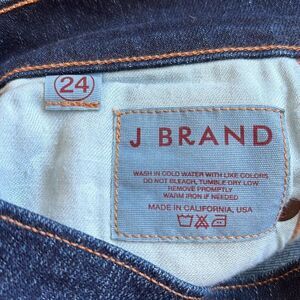 24
J BRAND
WASH IN COLD WATER WITH LIKE COLORS
DO NOT BLEACH, TUMBLE DRY LOW
REMOVE PROMPTLY
WARM IRON IF NEEDED
MADE IN CALIFORNIA, USA